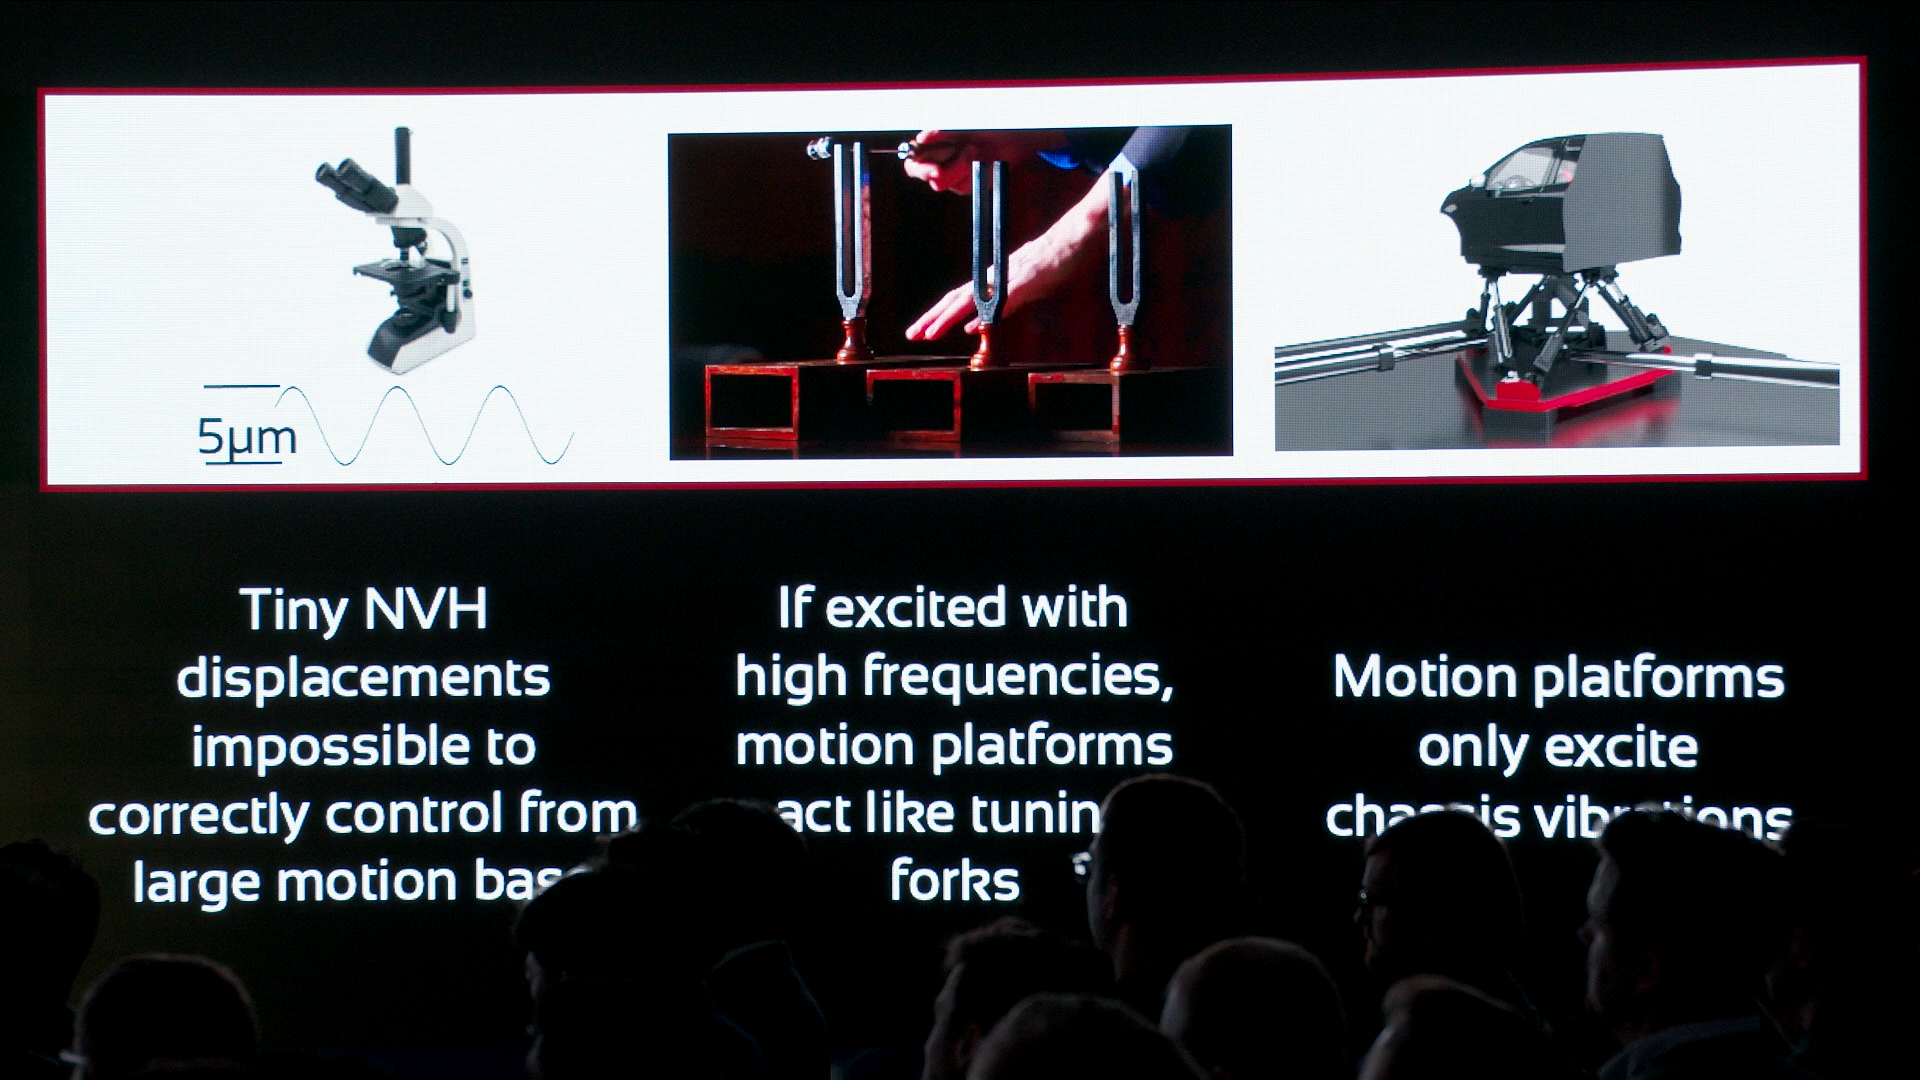 5µm
Tiny NVH
displacements
impossible to
correctly control from
large motion
If excited with
high frequencies,
motion platforms
act like
forks
Motion platforms
only excite